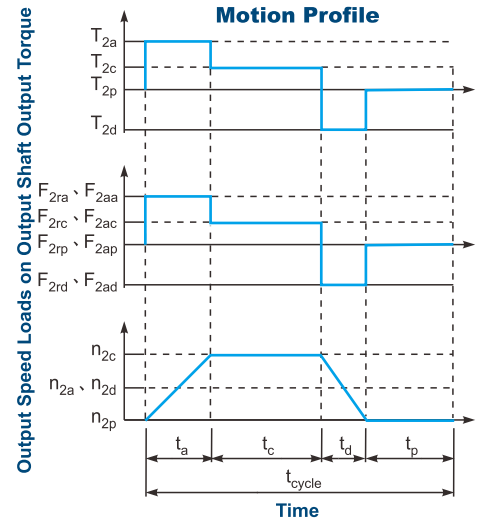 Motion Profile
Output Speed Loads on Output Shaft Output Torque
T2a
T2c
T2p
T2d
F2ra、F2aa
F2rc、F2ac
F2rp、F2ap
F2rd、F2ad
n2c
n2a、n2d
n2p
ta tc td tp
tcycle
Time